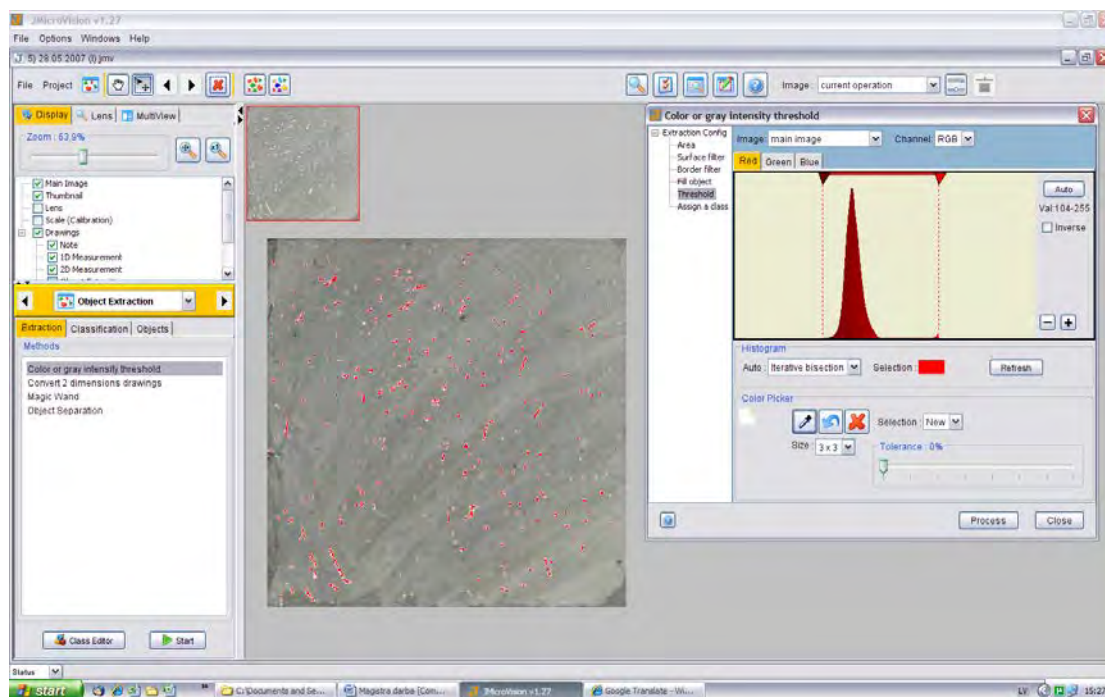 JMicroVision v1.27
File Options Windows Help
5) 28.05.2007 (I).jmv
File Project Image : current operation
Display Lens MultiView
Zoom : 63,9%
Main Image
Thumbnail
Lens
Scale (Calibration)
Drawings
Note
1D Measurement
2D Measurement
Object Extraction
Extraction Classification Objects
Methods
Color or gray intensity threshold
Convert 2 dimensions drawings
Magic Wand
Object Separation
Class Editor Start
Color or gray intensity threshold
Extraction Config
Area
Surface filter
Border filter
Fill object
Threshold
Assign a class
Image: main image Channel: RGB
Red Green Blue
Auto
Val:104-255
Inverse
Histogram
Auto : Iterative bisection Selection : Refresh
Color Picker
Selection : New
Size : 3 x 3 Tolerance : 0%
Process Close
Status
start C:\Documents and Se... Magistra darbs [Com... JMicroVision v1.27 Google Translate - Wi... LV